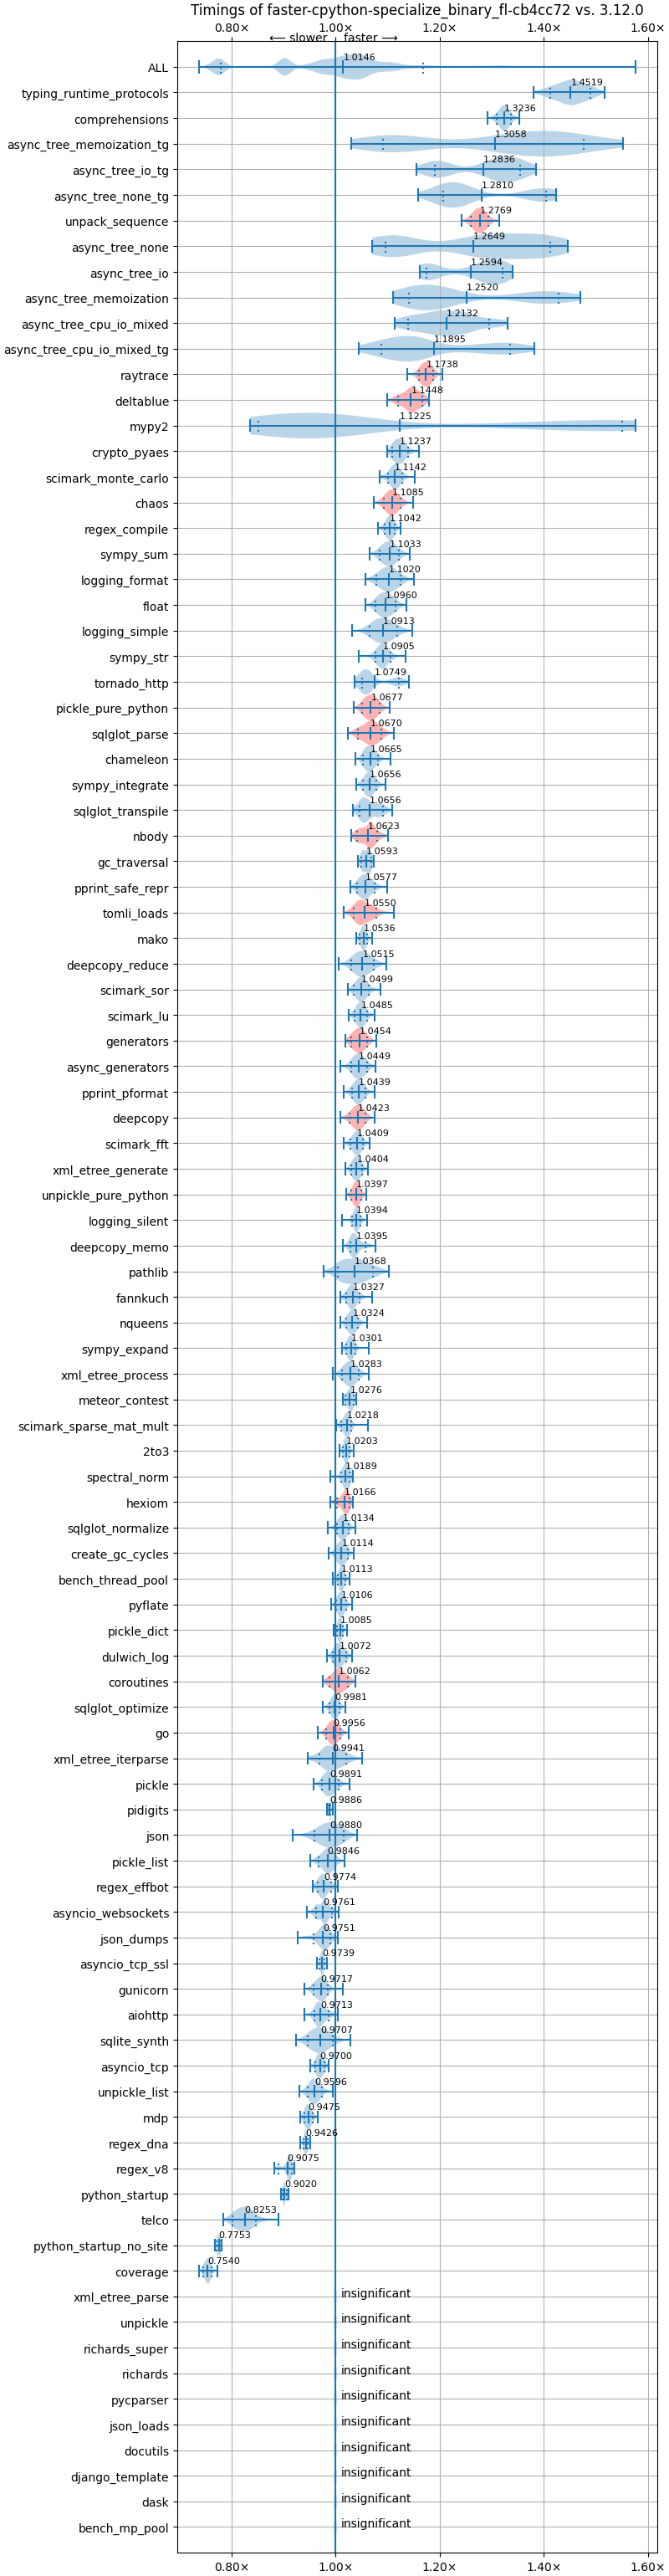 Timings of faster-cpython-specialize_binary_fl-cb4cc72 vs. 3.12.0
0.80× 1.00× 1.20× 1.40× 1.60×
⟵ slower faster ⟶
ALL 1.0146
typing_runtime_protocols 1.4519
comprehensions 1.3236
async_tree_memoization_tg 1.3058
async_tree_io_tg 1.2836
async_tree_none_tg 1.2810
unpack_sequence 1.2769
async_tree_none 1.2649
async_tree_io 1.2594
async_tree_memoization 1.2520
async_tree_cpu_io_mixed 1.2132
async_tree_cpu_io_mixed_tg 1.1895
raytrace 1.1738
deltablue 1.1448
mypy2 1.1225
crypto_pyaes 1.1237
scimark_monte_carlo 1.1142
chaos 1.1085
regex_compile 1.1042
sympy_sum 1.1033
logging_format 1.1020
float 1.0960
logging_simple 1.0913
sympy_str 1.0905
tornado_http 1.0749
pickle_pure_python 1.0677
sqlglot_parse 1.0670
chameleon 1.0665
sympy_integrate 1.0656
sqlglot_transpile 1.0656
nbody 1.0623
gc_traversal 1.0593
pprint_safe_repr 1.0577
tomli_loads 1.0550
mako 1.0536
deepcopy_reduce 1.0515
scimark_sor 1.0499
scimark_lu 1.0485
generators 1.0454
async_generators 1.0449
pprint_pformat 1.0439
deepcopy 1.0423
scimark_fft 1.0409
xml_etree_generate 1.0404
unpickle_pure_python 1.0397
logging_silent 1.0394
deepcopy_memo 1.0395
pathlib 1.0368
fannkuch 1.0327
nqueens 1.0324
sympy_expand 1.0301
xml_etree_process 1.0283
meteor_contest 1.0276
scimark_sparse_mat_mult 1.0218
2to3 1.0203
spectral_norm 1.0189
hexiom 1.0166
sqlglot_normalize 1.0134
create_gc_cycles 1.0114
bench_thread_pool 1.0113
pyflate 1.0106
pickle_dict 1.0085
dulwich_log 1.0072
coroutines 1.0062
sqlglot_optimize 0.9981
go 0.9956
xml_etree_iterparse 0.9941
pickle 0.9891
pidigits 0.9886
json 0.9880
pickle_list 0.9846
regex_effbot 0.9774
asyncio_websockets 0.9761
json_dumps 0.9751
asyncio_tcp_ssl 0.9739
gunicorn 0.9717
aiohttp 0.9713
sqlite_synth 0.9707
asyncio_tcp 0.9700
unpickle_list 0.9596
mdp 0.9475
regex_dna 0.9426
regex_v8 0.9075
python_startup 0.9020
telco 0.8253
python_startup_no_site 0.7753
coverage 0.7540
xml_etree_parse insignificant
unpickle insignificant
richards_super insignificant
richards insignificant
pycparser insignificant
json_loads insignificant
docutils insignificant
django_template insignificant
dask insignificant
bench_mp_pool insignificant
0.80× 1.00× 1.20× 1.40× 1.60×